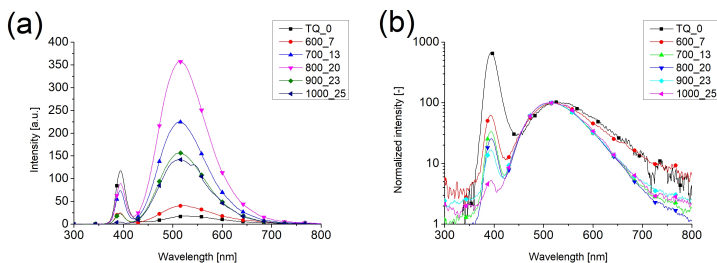 (a)
TQ_0
600_7
700_13
800_20
900_23
1000_25
Intensity [a.u.]
400
350
300
250
200
150
100
50
0
300 400 500 600 700 800
Wavelength [nm]
(b)
TQ_0
600_7
700_13
800_20
900_23
1000_25
Normalized intensity [-]
1000
100
10
1
300 400 500 600 700 800
Wavelength [nm]